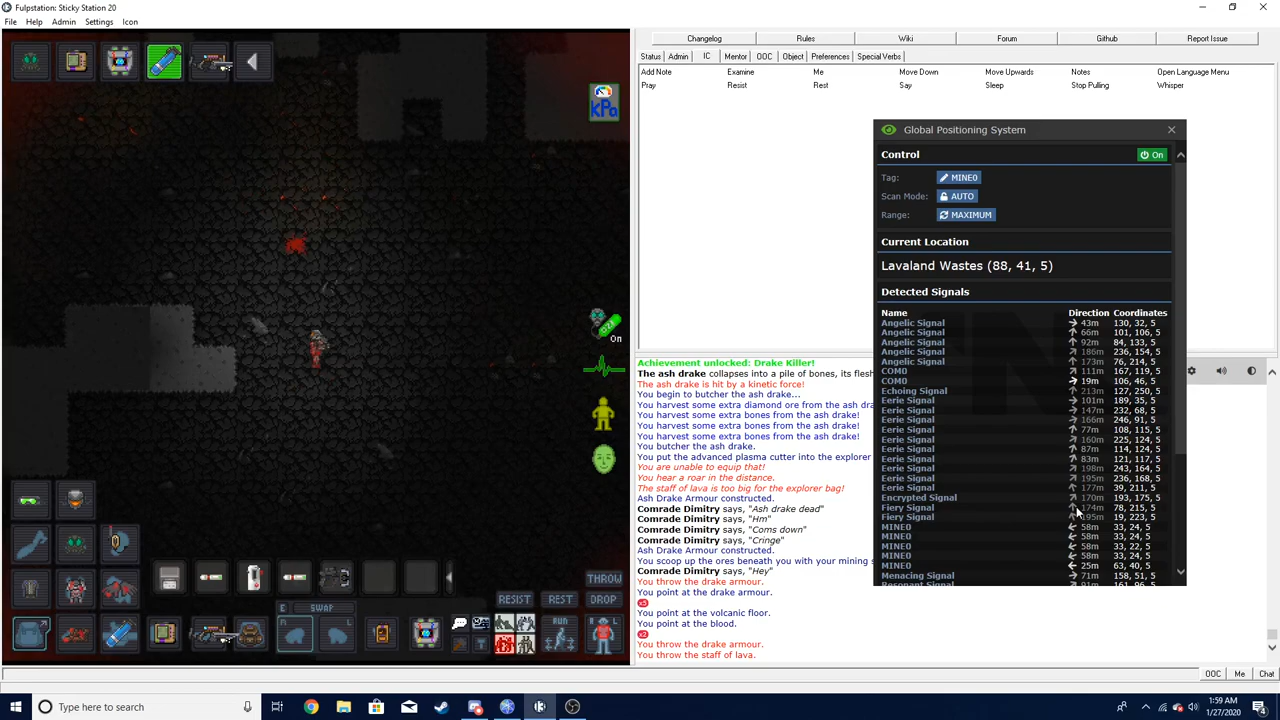 Fulpstation: Sticky Station 20
File Help Admin Settings Icon
Changelog Rules Wiki Forum Github Report Issue
Status Admin IC Mentor OOC Object Preferences Special Verbs
Add Note Examine Me Move Down Move Upwards Notes Open Language Menu
Pray Resist Rest Say Sleep Stop Pulling Whisper
kPa
On
Global Positioning System
Control
On
Tag: MINE0
Scan Mode: AUTO
Range: MAXIMUM
Current Location
Lavaland Wastes (88, 41, 5)
Detected Signals
Name Direction Coordinates
Angelic Signal → 43m 130, 32, 5
Angelic Signal ↑ 66m 101, 106, 5
Angelic Signal ↑ 92m 84, 133, 5
Angelic Signal 186m 236, 154, 5
Angelic Signal ↑ 173m 76, 214, 5
COM0 111m 167, 119, 5
COM0 → 19m 106, 46, 5
Echoing Signal ↑ 213m 127, 250, 5
Eerie Signal → 101m 189, 35, 5
Eerie Signal 147m 232, 68, 5
Eerie Signal 166m 246, 91, 5
Eerie Signal ↑ 77m 108, 115, 5
Eerie Signal 160m 225, 124, 5
Eerie Signal ↑ 87m 114, 124, 5
Eerie Signal 83m 121, 117, 5
Eerie Signal 198m 243, 164, 5
Eerie Signal 195m 236, 168, 5
Eerie Signal 177m 39, 211, 5
Encrypted Signal 170m 193, 175, 5
Fiery Signal 174m 78, 215, 5
Fiery Signal 195m 19, 223, 5
MINE0 ← 58m 33, 24, 5
MINE0 ← 58m 33, 24, 5
MINE0 ← 58m 33, 22, 5
MINE0 ← 58m 33, 24, 5
MINE0 ← 25m 63, 40, 5
Menacing Signal 71m 158, 51, 5
Resonant Signal 91m 161, 96, 5
Achievement unlocked: Drake Killer!
The ash drake collapses into a pile of bones, its flesh
The ash drake is hit by a kinetic force!
You begin to butcher the ash drake...
You harvest some extra diamond ore from the ash dra
You harvest some extra bones from the ash drake!
You harvest some extra bones from the ash drake!
You harvest some extra bones from the ash drake!
You butcher the ash drake.
You put the advanced plasma cutter into the explorer
You are unable to equip that!
You hear a roar in the distance.
The staff of lava is too big for the explorer bag!
Ash Drake Armour constructed.
Comrade Dimitry says, "Ash drake dead"
Comrade Dimitry says, "Hm"
Comrade Dimitry says, "Coms down"
Comrade Dimitry says, "Cringe"
Ash Drake Armour constructed.
You scoop up the ores beneath you with your mining s
Comrade Dimitry says, "Hey"
You throw the drake armour.
You point at the drake armour.
x3
You point at the volcanic floor.
You point at the blood.
x2
You throw the drake armour.
You throw the staff of lava.
THROW
RESIST REST DROP
E SWAP
R L
RUN
OOC Me Chat
Type here to search
1:59 AM
1/27/2020
4